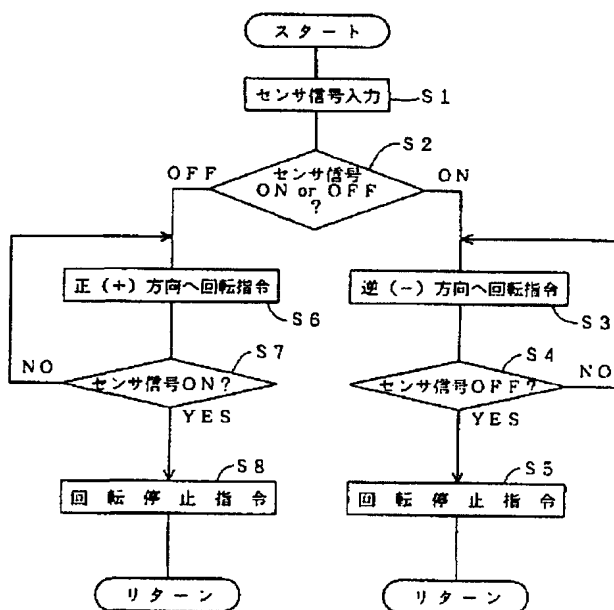 スタート
センサ信号入力
S1
S2
センサ信号
ON or OFF
?
OFF
ON
正(+)方向へ回転指令
S6
逆(-)方向へ回転指令
S3
S7
センサ信号ON?
NO
YES
S4
センサ信号OFF?
NO
YES
S8
回転停止指令
S5
回転停止指令
リターン
リターン